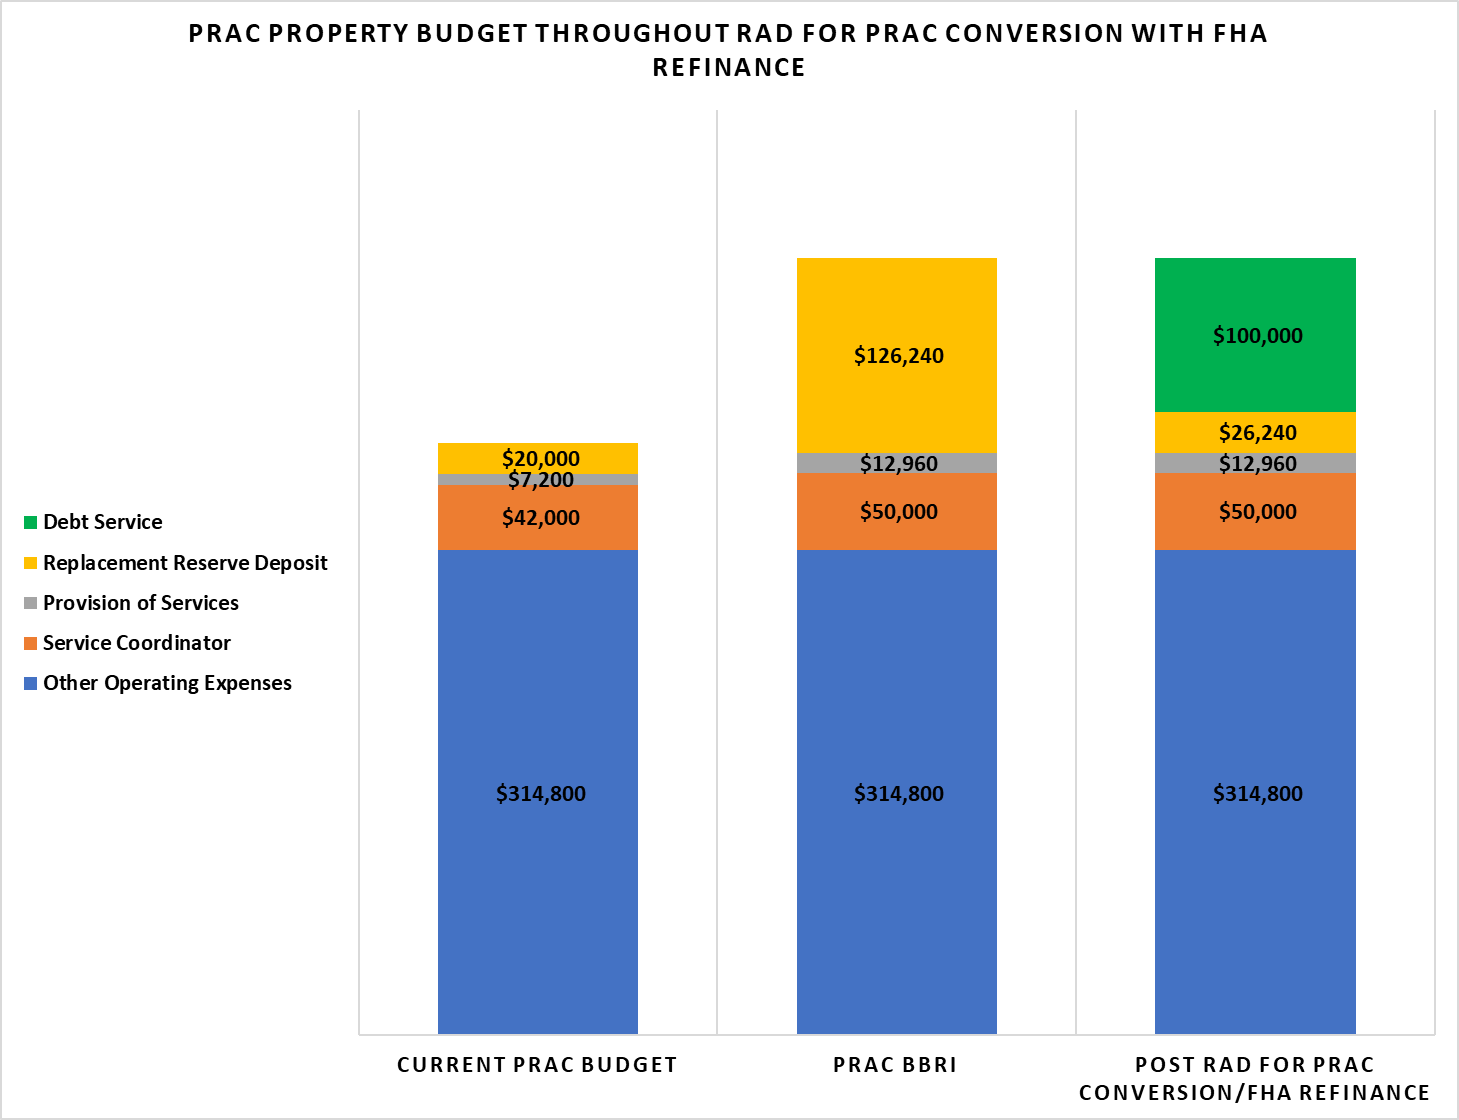 PRAC PROPERTY BUDGET THROUGHOUT RAD FOR PRAC CONVERSION WITH FHA
REFINANCE
Debt Service
Replacement Reserve Deposit
Provision of Services
Service Coordinator
Other Operating Expenses
$20,000
$7,200
$42,000
$314,800
$126,240
$12,960
$50,000
$314,800
$100,000
$26,240
$12,960
$50,000
$314,800
CURRENT PRAC BUDGET
PRAC BBRI
POST RAD FOR PRAC
CONVERSION/FHA REFINANCE